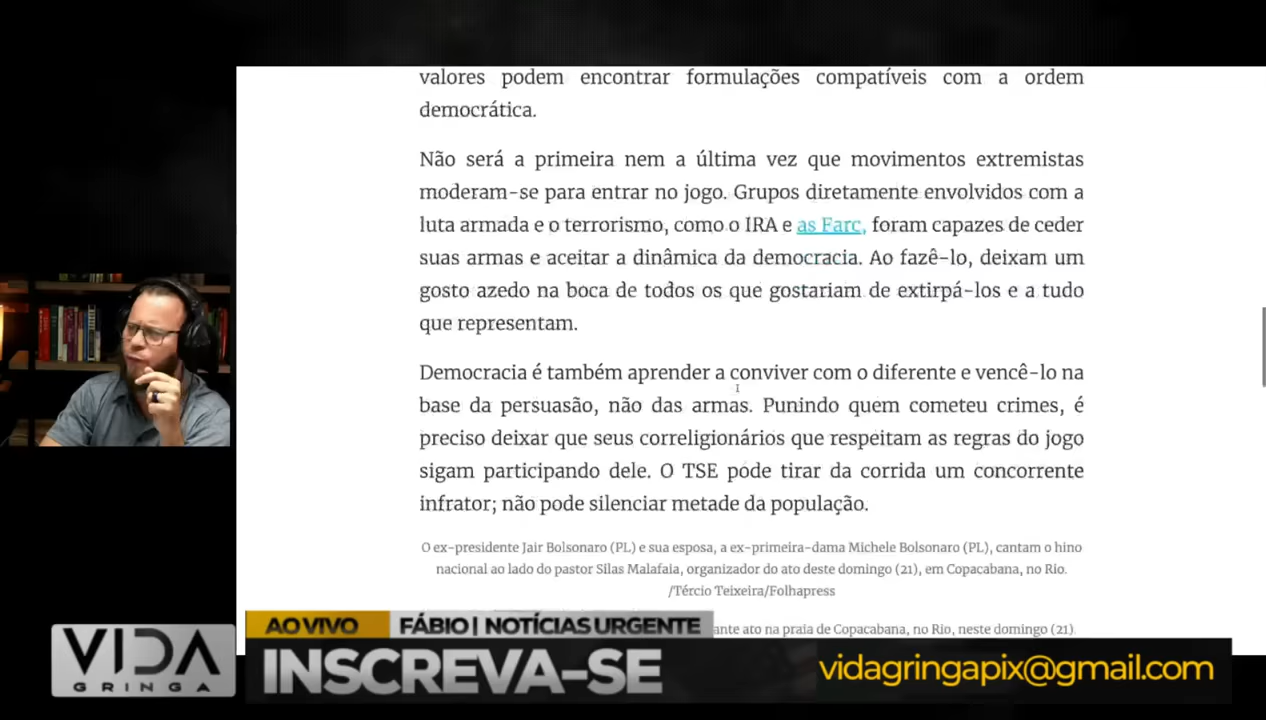 valores podem encontrar formulações compatíveis com a ordem
democrática.
Não será a primeira nem a última vez que movimentos extremistas
moderam-se para entrar no jogo. Grupos diretamente envolvidos com a
luta armada e o terrorismo, como o IRA e as Farc, foram capazes de ceder
suas armas e aceitar a dinâmica da democracia. Ao fazê-lo, deixam um
gosto azedo na boca de todos os que gostariam de extirpá-los e a tudo
que representam.
Democracia é também aprender a conviver com o diferente e vencê-lo na
base da persuasão, não das armas. Punindo quem cometeu crimes, é
preciso deixar que seus correligionários que respeitam as regras do jogo
sigam participando dele. O TSE pode tirar da corrida um concorrente
infrator; não pode silenciar metade da população.
O ex-presidente Jair Bolsonaro (PL) e sua esposa, a ex-primeira-dama Michele Bolsonaro (PL), cantam o hino
nacional ao lado do pastor Silas Malafaia, organizador do ato deste domingo (21), em Copacabana, no Rio.
/Tércio Teixeira/Folhapress
ante ato na praia de Copacabana, no Rio, neste domingo (21).
AO VIVO FÁBIO | NOTÍCIAS URGENTE
VIDA
GRINGA
INSCREVA-SE
vidagringapix@gmail.com